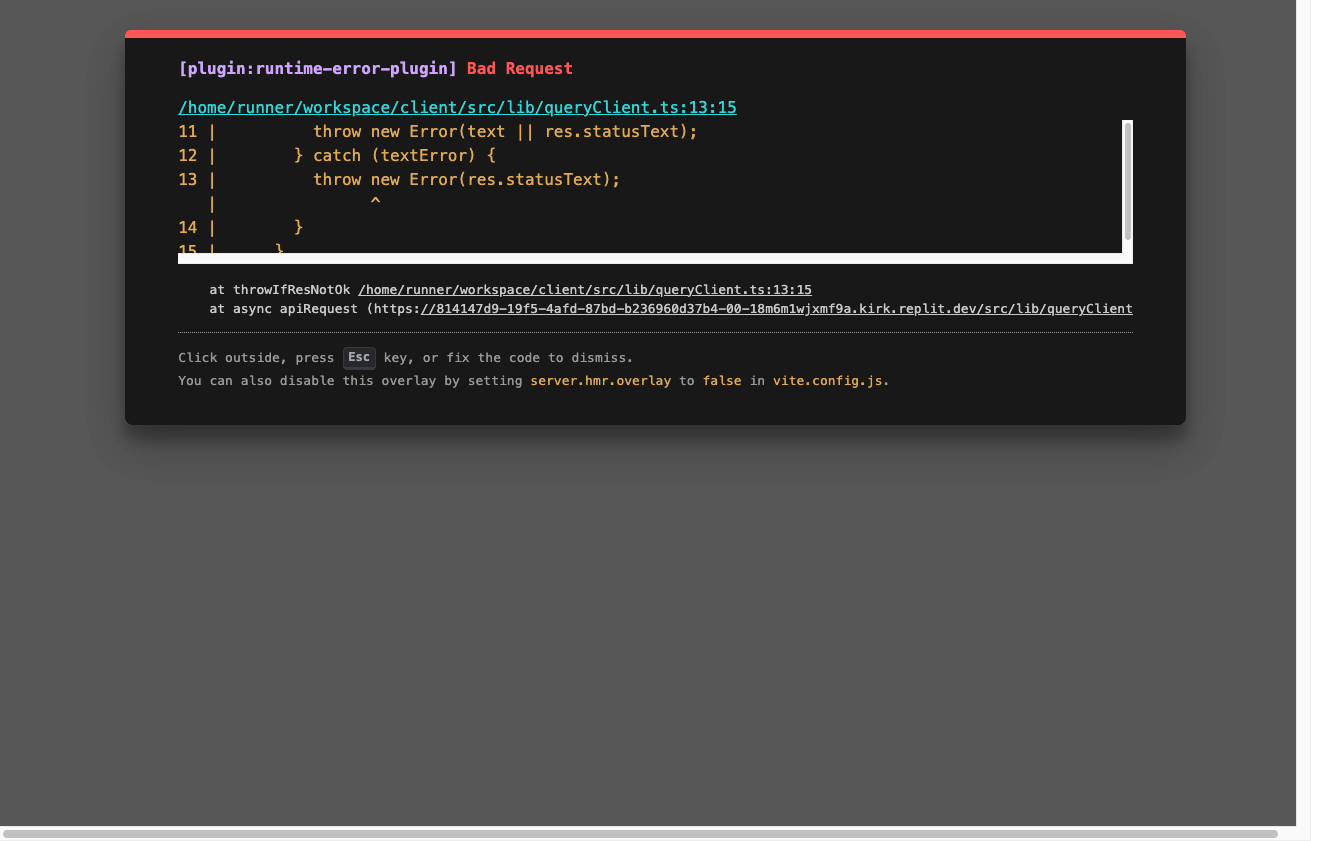 [plugin:runtime-error-plugin] Bad Request
/home/runner/workspace/client/src/lib/queryClient.ts:13:15
11 |          throw new Error(text || res.statusText);
12 |        } catch (textError) {
13 |          throw new Error(res.statusText);
   |                ^
14 |        }
15 |      }
at throwIfResNotOk /home/runner/workspace/client/src/lib/queryClient.ts:13:15
at async apiRequest (https://814147d9-19f5-4afd-87bd-b236960d37b4-00-18m6m1wjxmf9a.kirk.replit.dev/src/lib/queryClient
Click outside, press Esc key, or fix the code to dismiss.
You can also disable this overlay by setting server.hmr.overlay to false in vite.config.js.